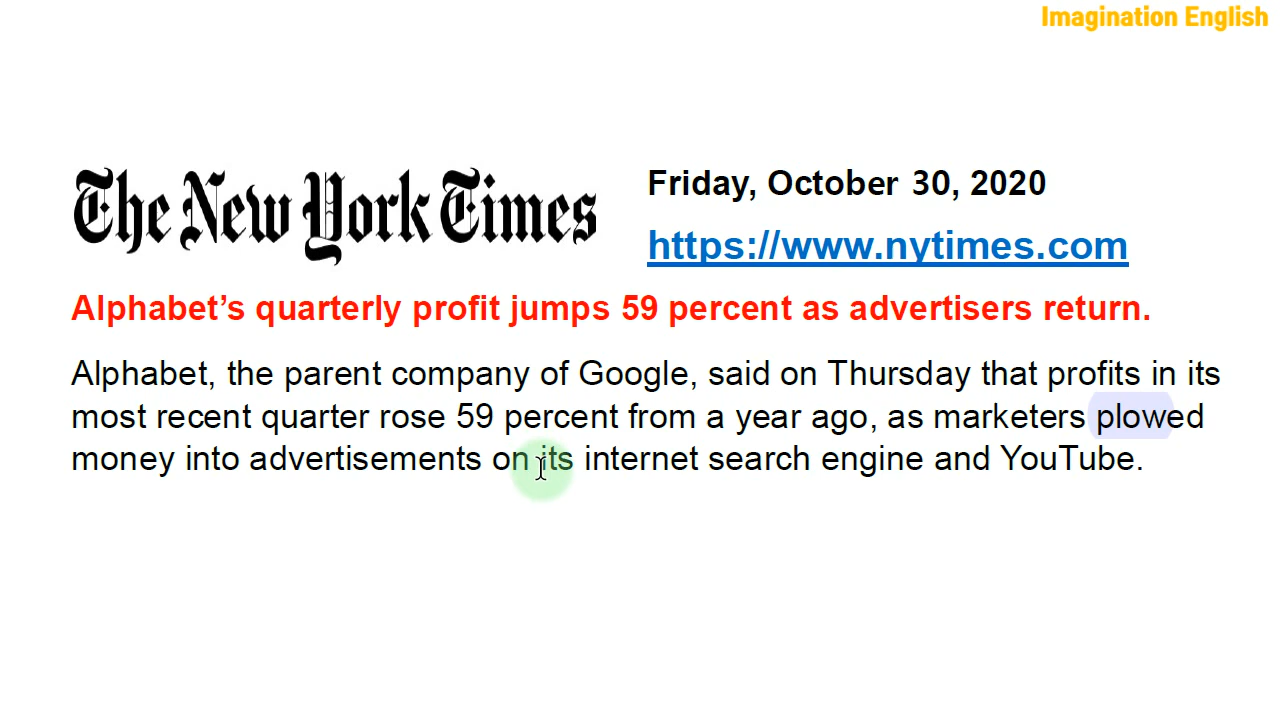 Imagination English
The New York Times
Friday, October 30, 2020
https://www.nytimes.com
Alphabet’s quarterly profit jumps 59 percent as advertisers return.
Alphabet, the parent company of Google, said on Thursday that profits in its
most recent quarter rose 59 percent from a year ago, as marketers plowed
money into advertisements on its internet search engine and YouTube.